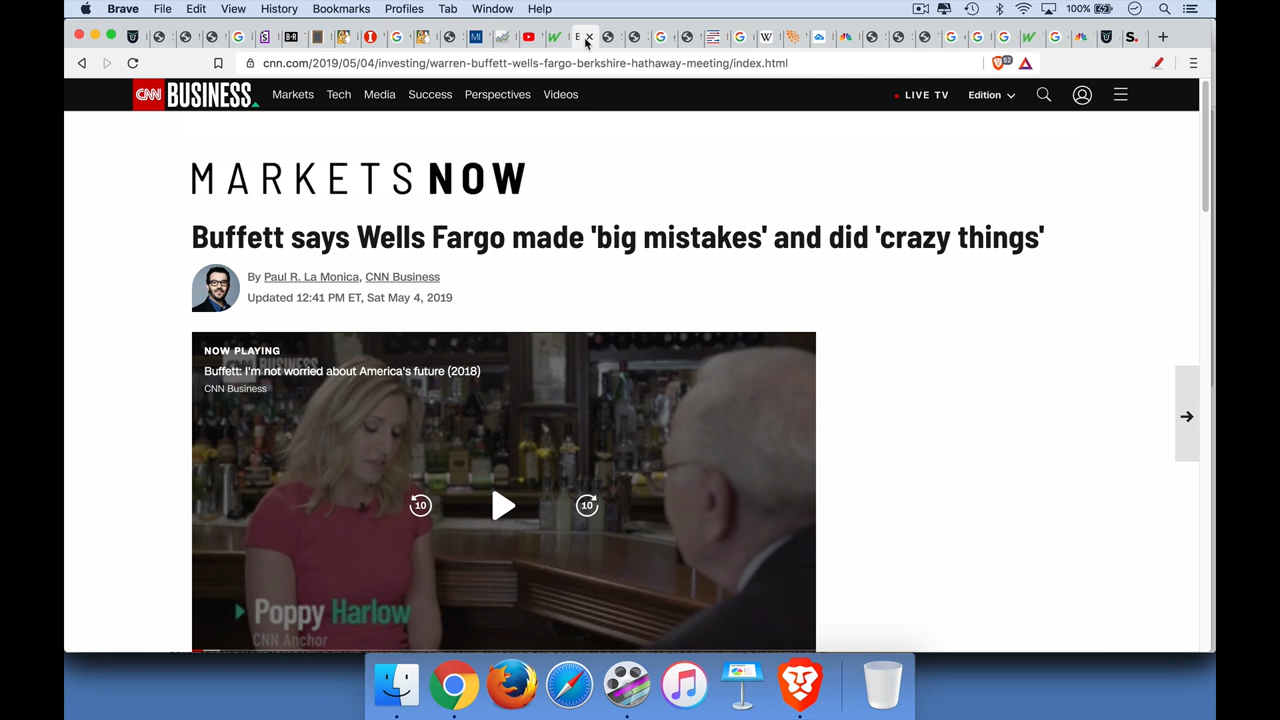 Brave File Edit View History Bookmarks Profiles Tab Window Help 100%
B-R MI W S.
cnn.com/2019/05/04/investing/warren-buffett-wells-fargo-berkshire-hathaway-meeting/index.html 52
CNN BUSINESS Markets Tech Media Success Perspectives Videos LIVE TV Edition
MARKETS NOW
Buffett says Wells Fargo made 'big mistakes' and did 'crazy things'
By Paul R. La Monica, CNN Business
Updated 12:41 PM ET, Sat May 4, 2019
NOW PLAYING
Buffett: I'm not worried about America's future (2018)
CNN Business
10 10
Poppy Harlow
CNN Anchor